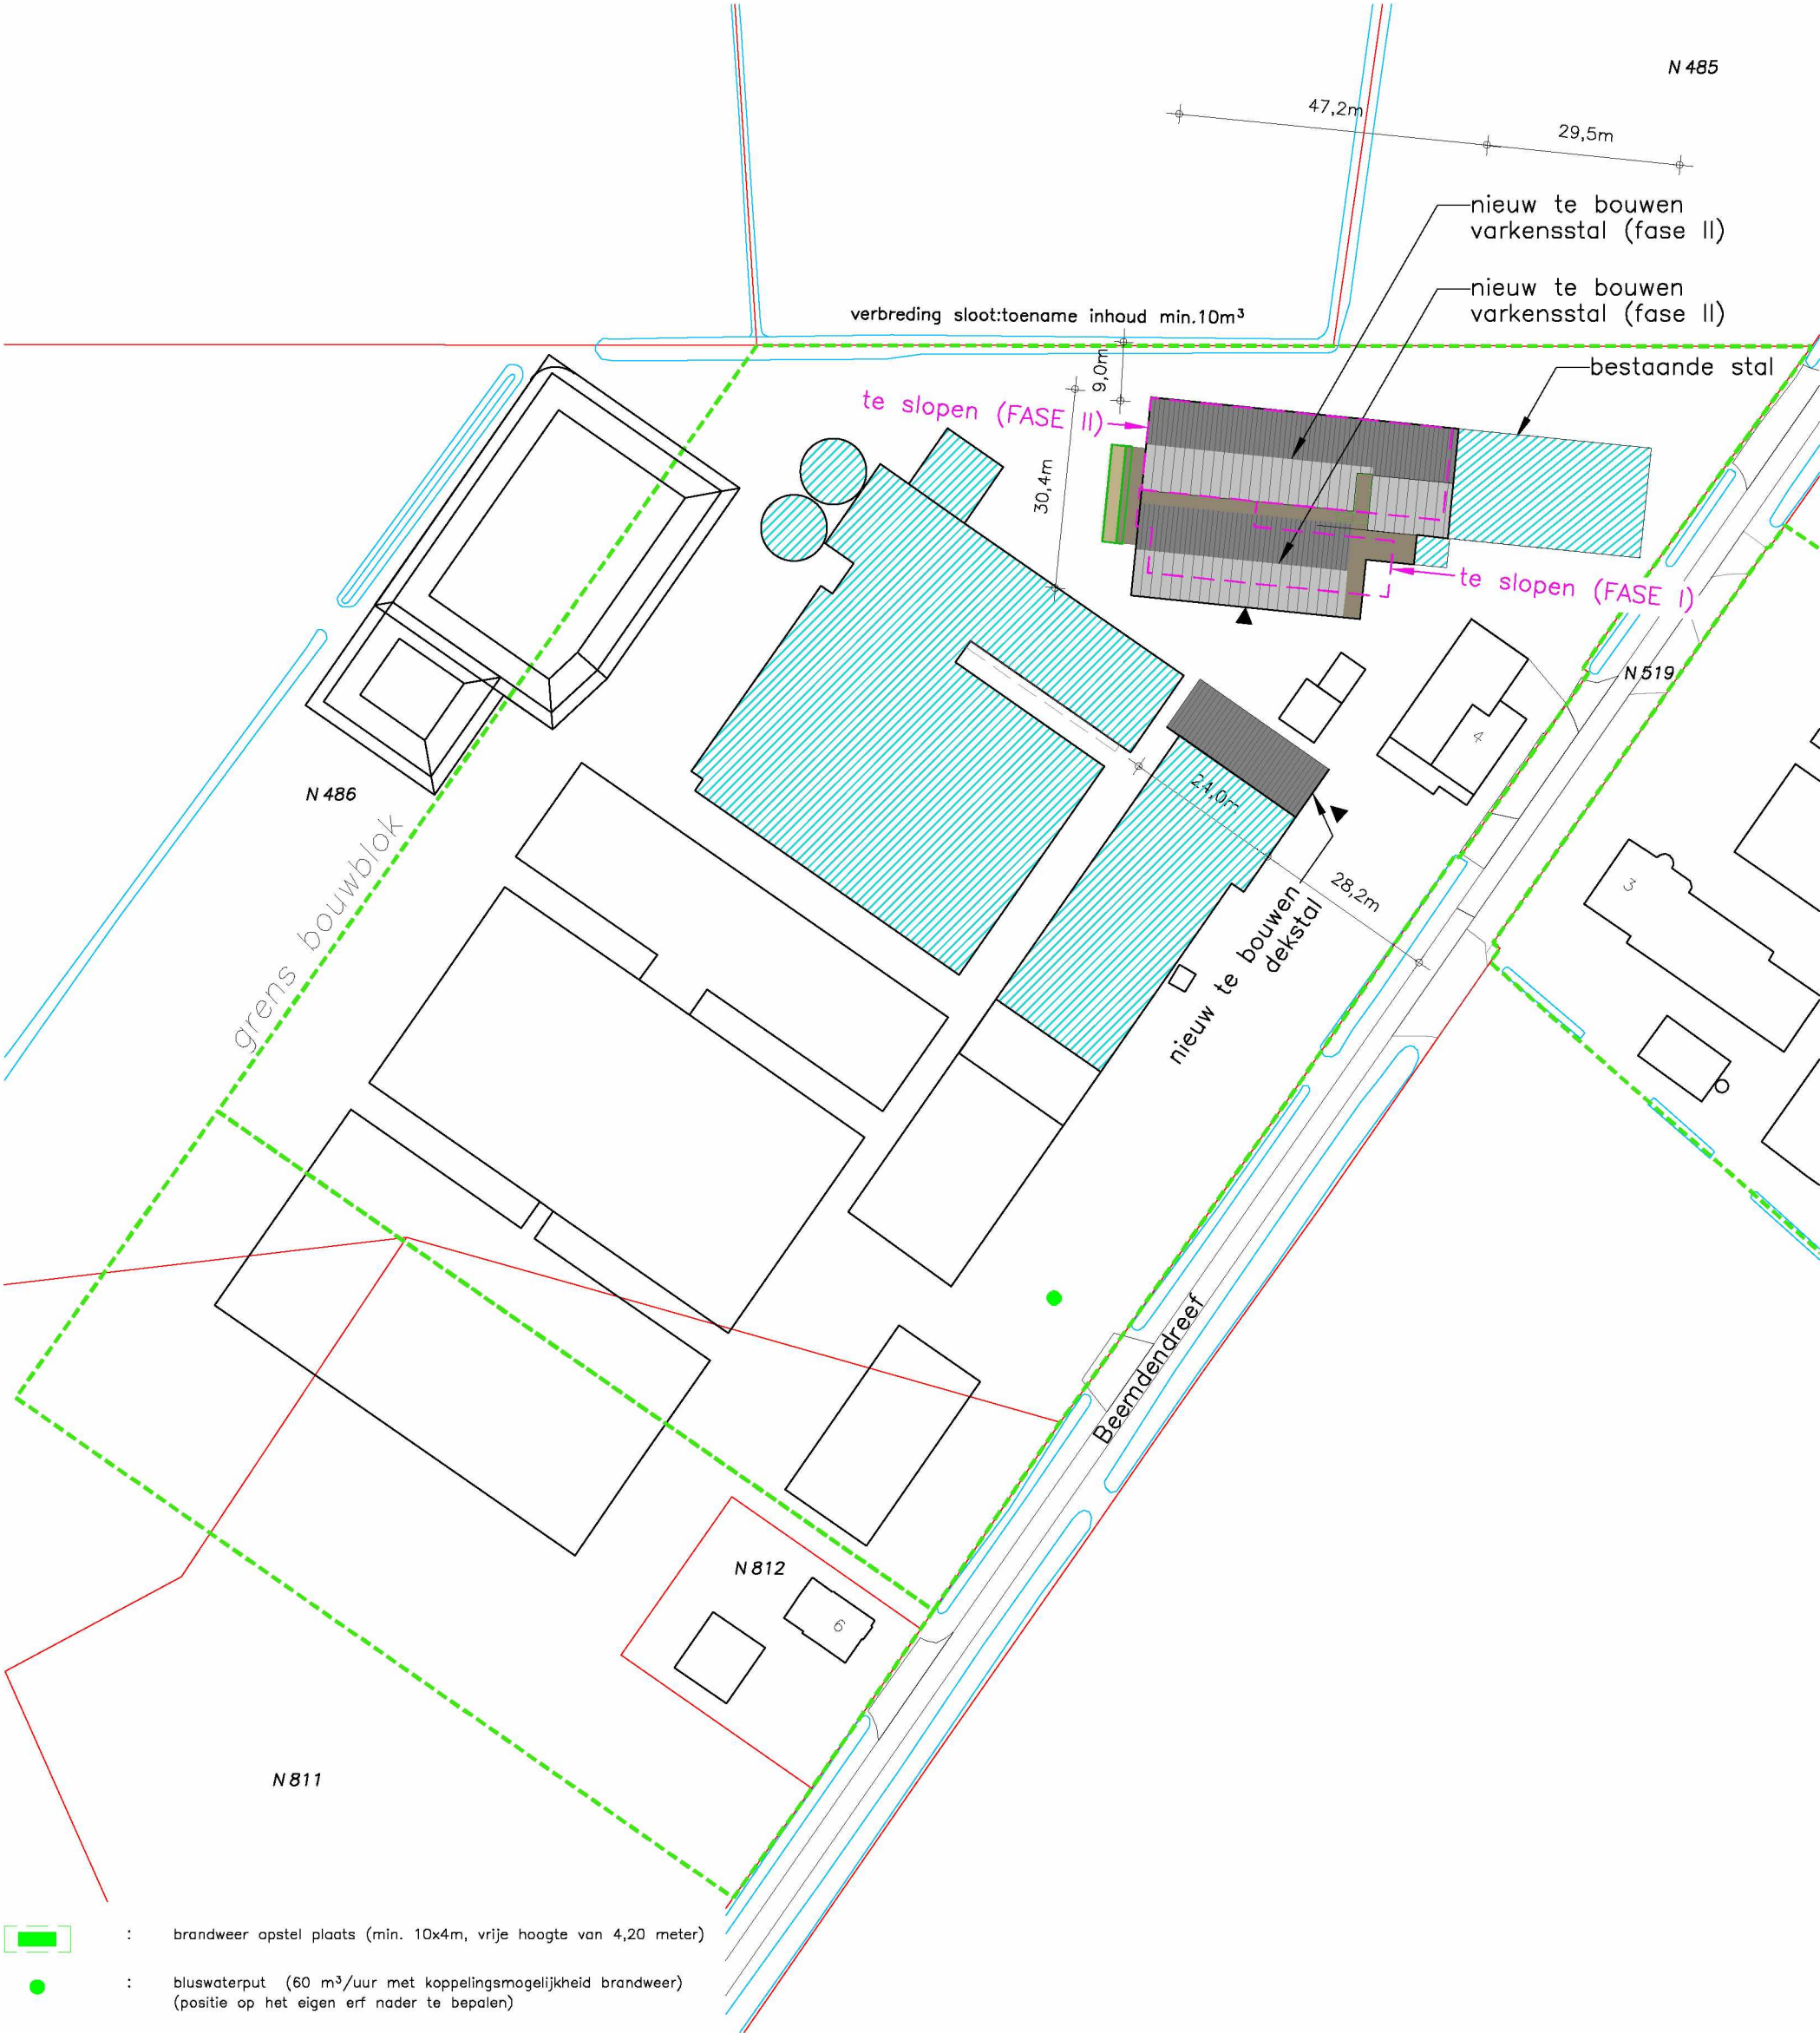 N 485
47,2m
29,5m
nieuw te bouwen
varkensstal (fase II)
nieuw te bouwen
varkensstal (fase II)
verbreding sloot:toename inhoud min.10m³
9,0m
bestaande stal
te slopen (FASE II)
30,4m
te slopen (FASE I)
N 519
4
N 486
24,0m
grens bouwblok
28,2m
3
nieuw te bouwen
dekstal
Beemdendreef
N 812
6
N 811
: brandweer opstel plaats (min. 10x4m, vrije hoogte van 4,20 meter)
: bluswaterput (60 m³/uur met koppelingsmogelijkheid brandweer)
(positie op het eigen erf nader te bepalen)